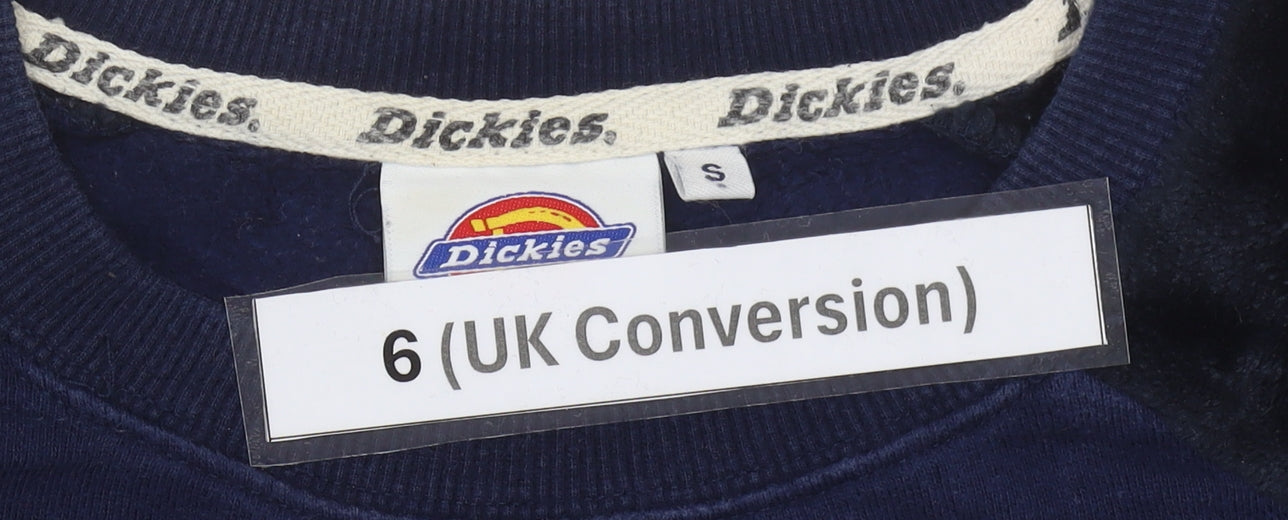 Dickies. Dickies. Dickies.
S
Dickies
6 (UK Conversion)